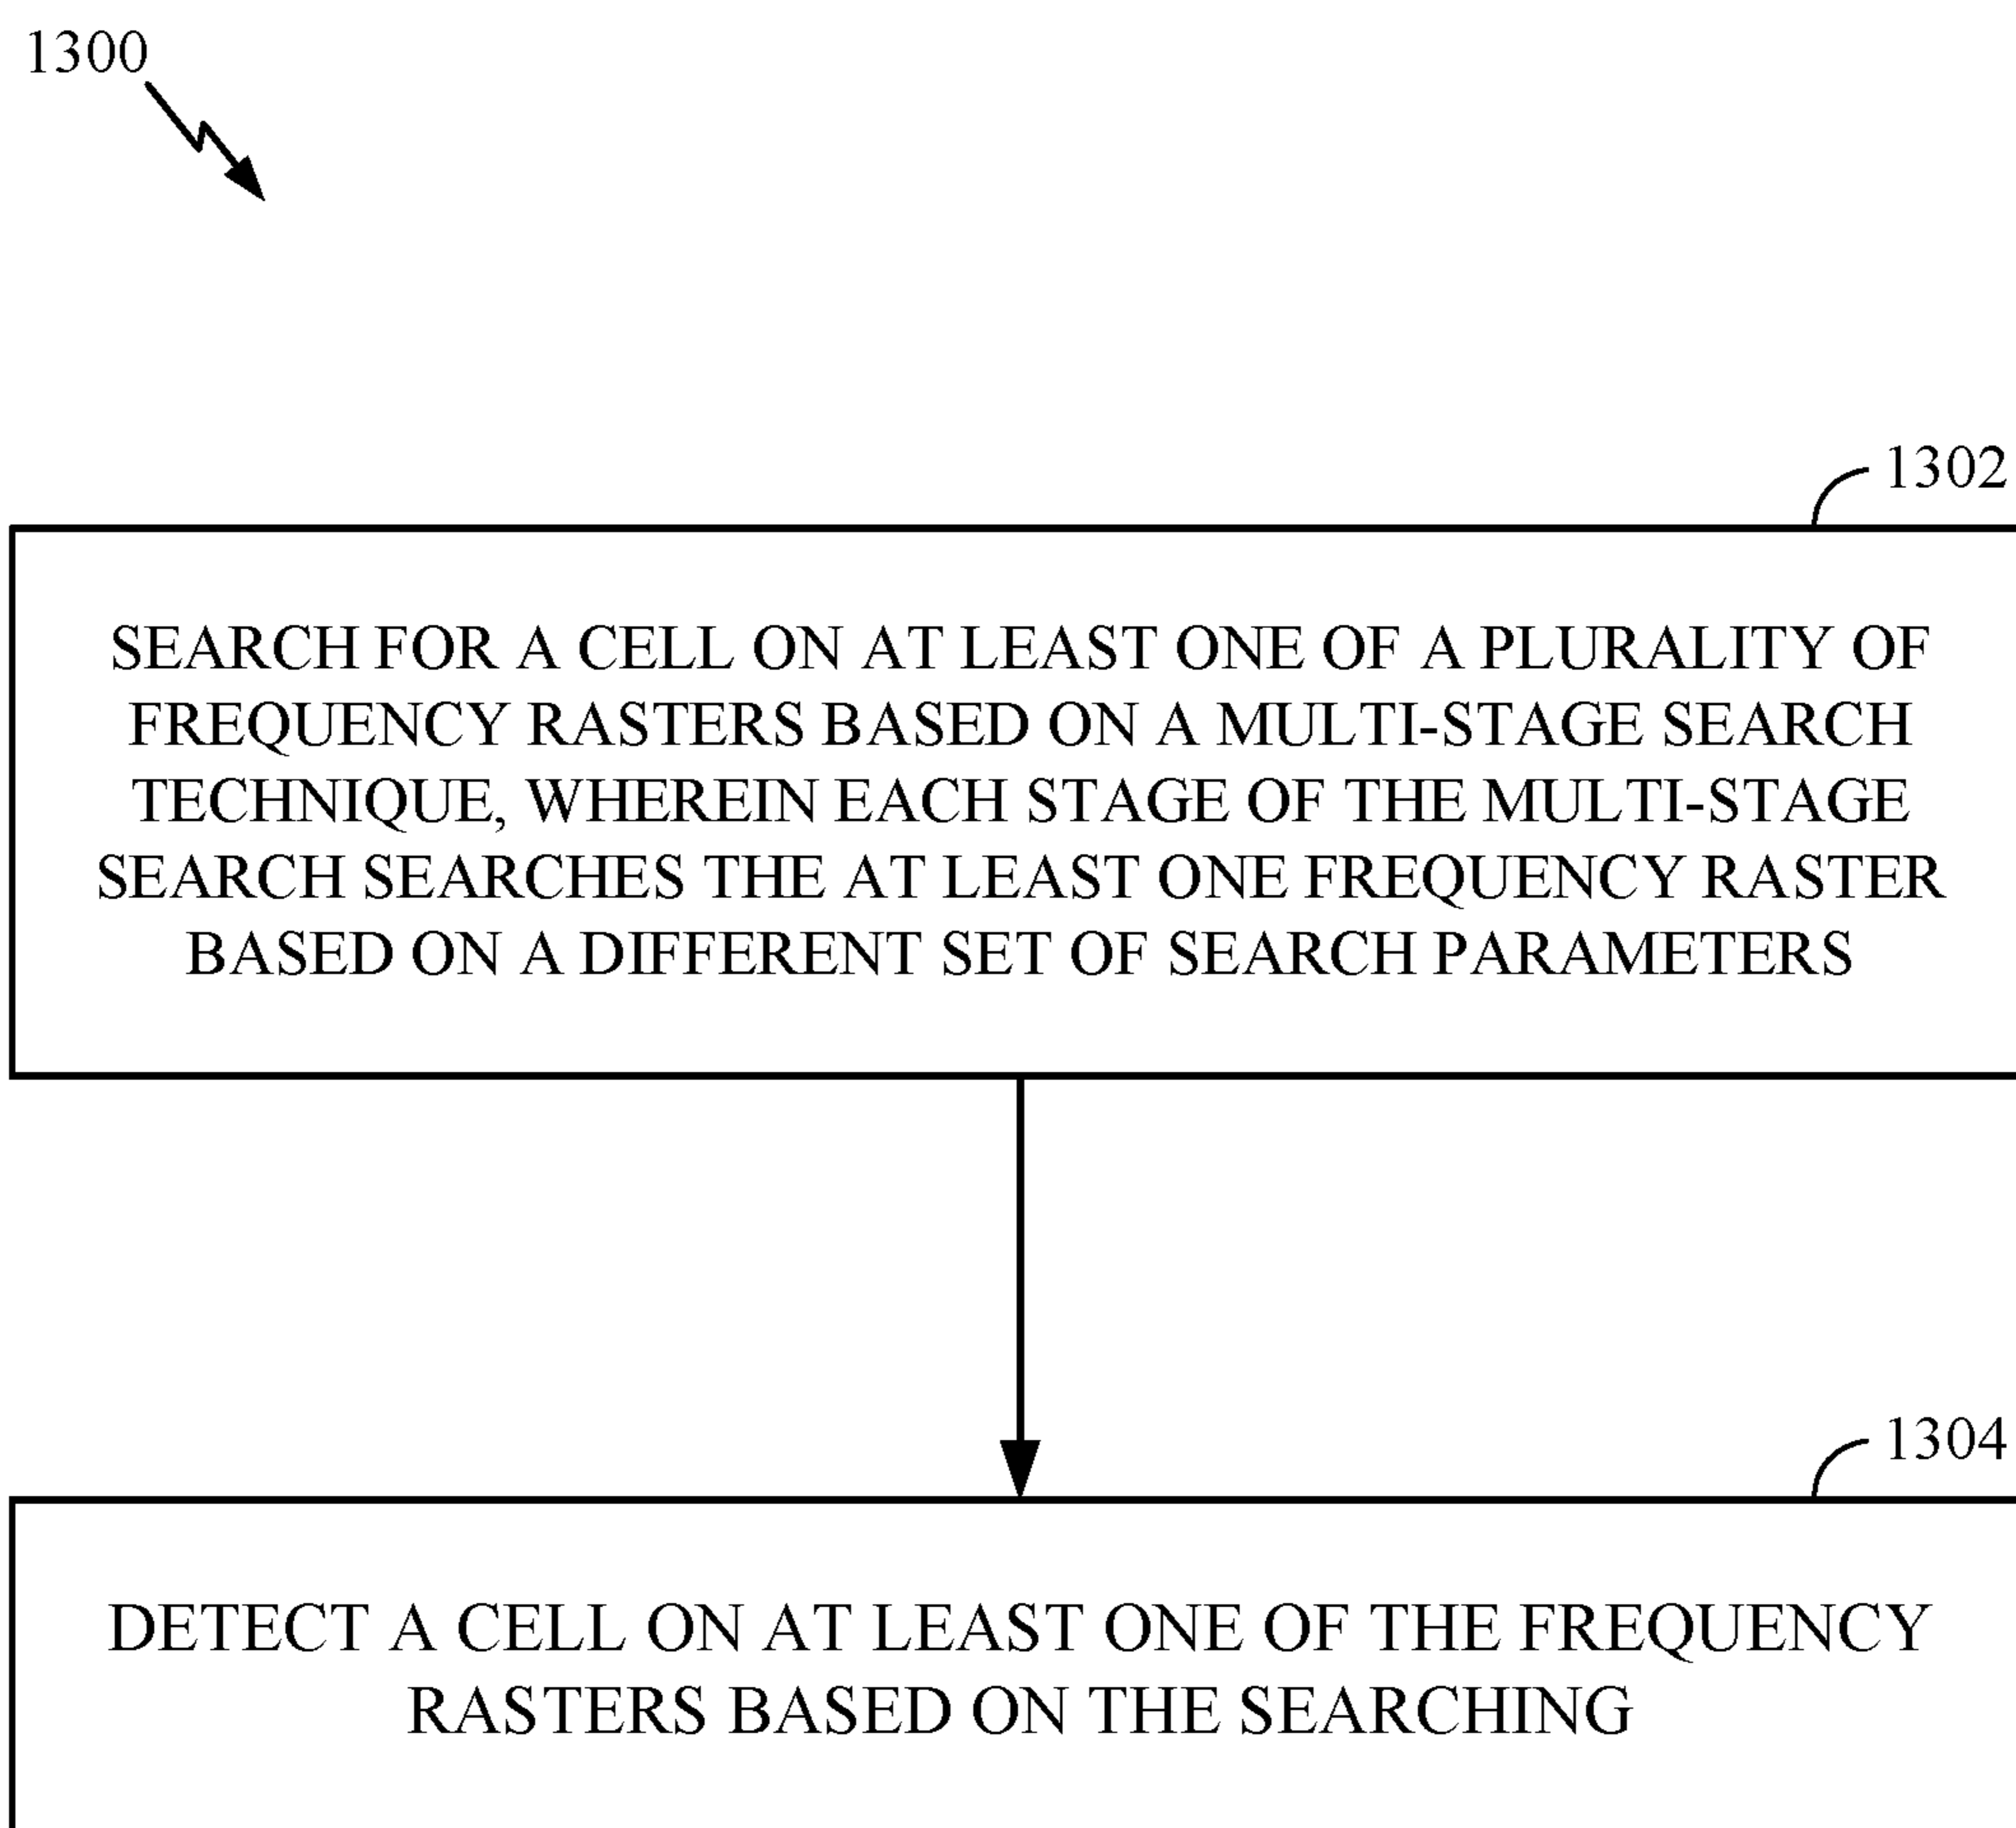 1300
1302
SEARCH FOR A CELL ON AT LEAST ONE OF A PLURALITY OF
FREQUENCY RASTERS BASED ON A MULTI-STAGE SEARCH
TECHNIQUE, WHEREIN EACH STAGE OF THE MULTI-STAGE
SEARCH SEARCHES THE AT LEAST ONE FREQUENCY RASTER
BASED ON A DIFFERENT SET OF SEARCH PARAMETERS
1304
DETECT A CELL ON AT LEAST ONE OF THE FREQUENCY
RASTERS BASED ON THE SEARCHING